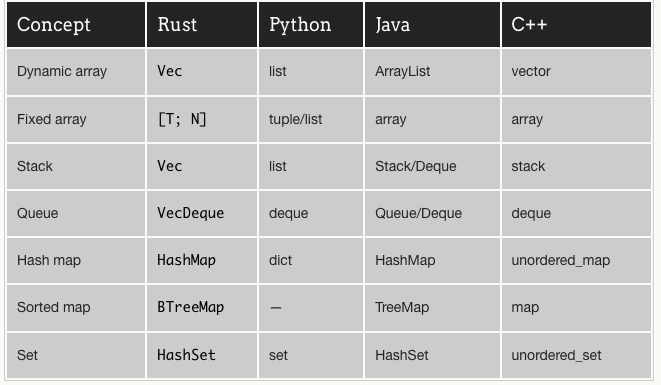 Concept Rust Python Java C++
Dynamic array Vec list ArrayList vector
Fixed array [T; N] tuple/list array array
Stack Vec list Stack/Deque stack
Queue VecDeque deque Queue/Deque deque
Hash map HashMap dict HashMap unordered_map
Sorted map BTreeMap — TreeMap map
Set HashSet set HashSet unordered_set